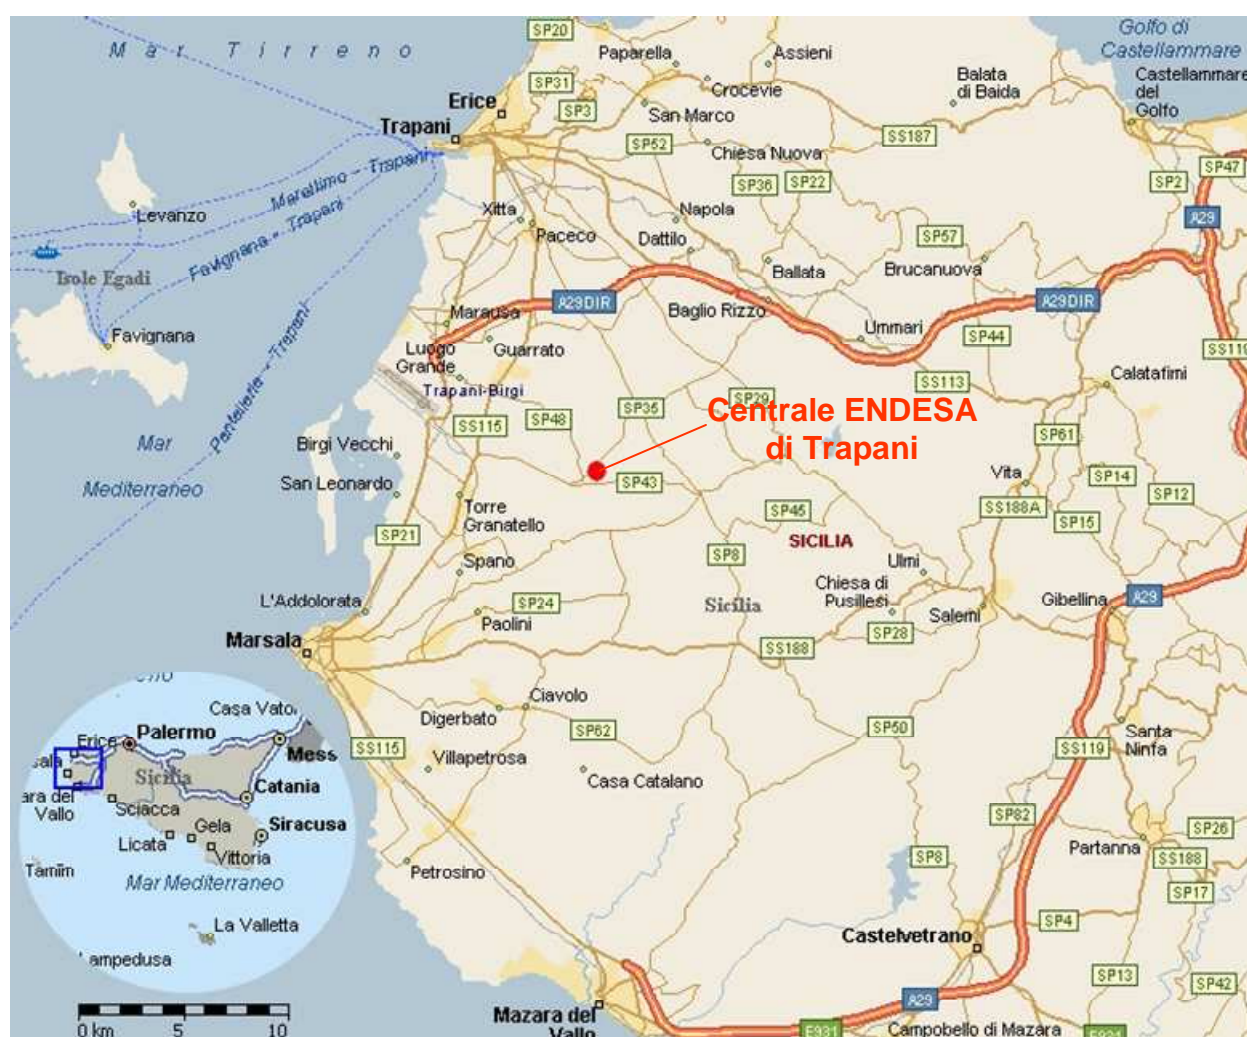 Mar Tirreno
SP20
Golfo di
Castellammare
Paparella
Assieni
SP31
Crocevie
Balata
di Baida
Castellammare
del
Golfo
Erice
SP3
San Marco
Trapani
SP52
Chiesa Nuova
SS187
SP47
Marettimo - Trapani
SP36
SP22
SP2
Levanzo
Xitta
Napola
A29
Favignana - Trapani
Paceco
Dattilo
SP57
Isole Egadi
Ballata
Brucanuova
A29DIR
A29DIR
Marausa
Baglio Rizzo
Ummari
Favignana
Pantelleria - Trapani
Luogo
Grande
Guarrato
SP44
SS119
Trapani-Birgi
SS113
Calatafimi
SP48
SP35
SP29
Centrale ENDESA
di Trapani
SS115
Birgi Vecchi
SP61
Mar
Mediterraneo
San Leonardo
SP43
Vita
SP14
SP12
Torre
Granatello
SP45
SS188A
SP15
SP21
SICILIA
SP8
Spano
Ulmi
Chiesa di
Pusillesi
L'Addolorata
SP24
Sicilia
Gibellina
A29
Paolini
Salemi
SP28
Marsala
SS188
Ciavolo
Digerbato
SP62
SP50
Santa
Ninfa
SS115
SS119
Villapetrosa
Casa Catalano
SP82
SP26
Partanna
SP8
SS188
Petrosino
SP17
SP4
Castelvetrano
SP13
SP42
A29
Mazara del
Vallo
E931
Campobello di Mazara
E931
Palermo
Erice
Mess
Sicilia
Catania
ara del
Vallo
Sciacca
Gela
Siracusa
Licata
Vittoria
Tamīm
Mar Mediterraneo
La Valletta
ampedusa
0 km 5 10